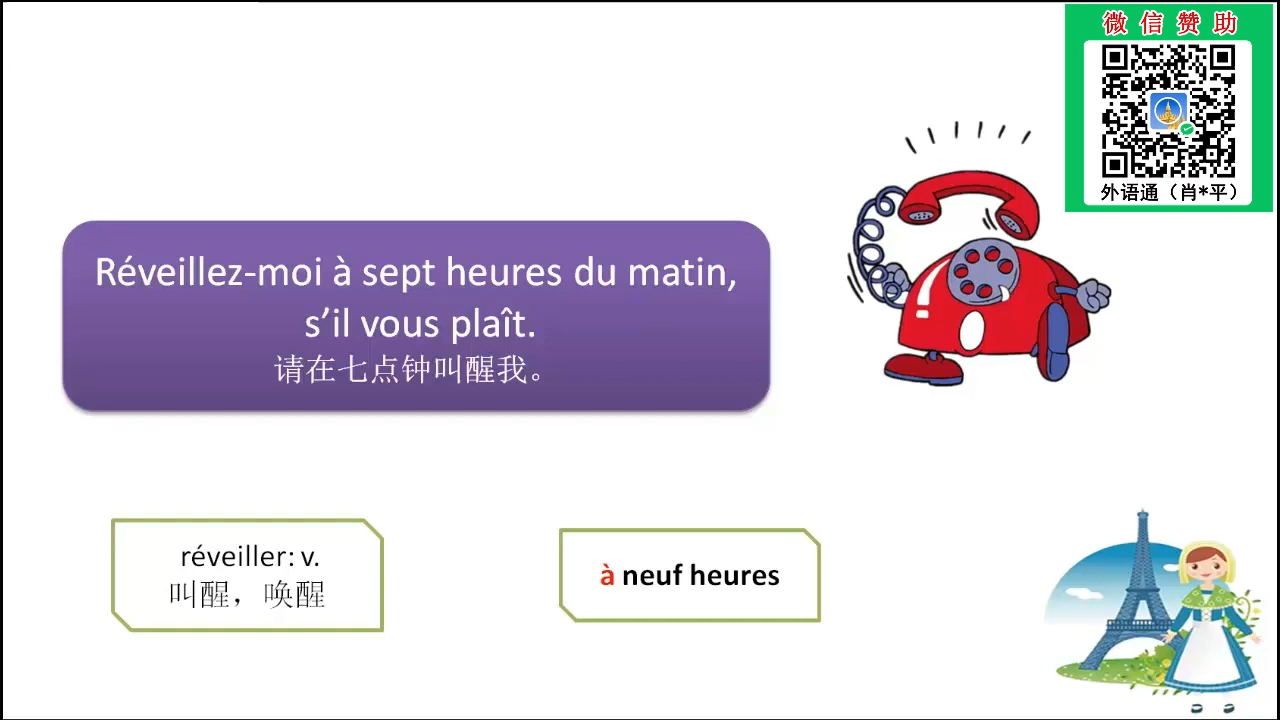 微信赞助
外语通（肖*平）
Réveillez-moi à sept heures du matin,
s’il vous plaît.
请在七点钟叫醒我。
réveiller: v.
叫醒，唤醒
à neuf heures